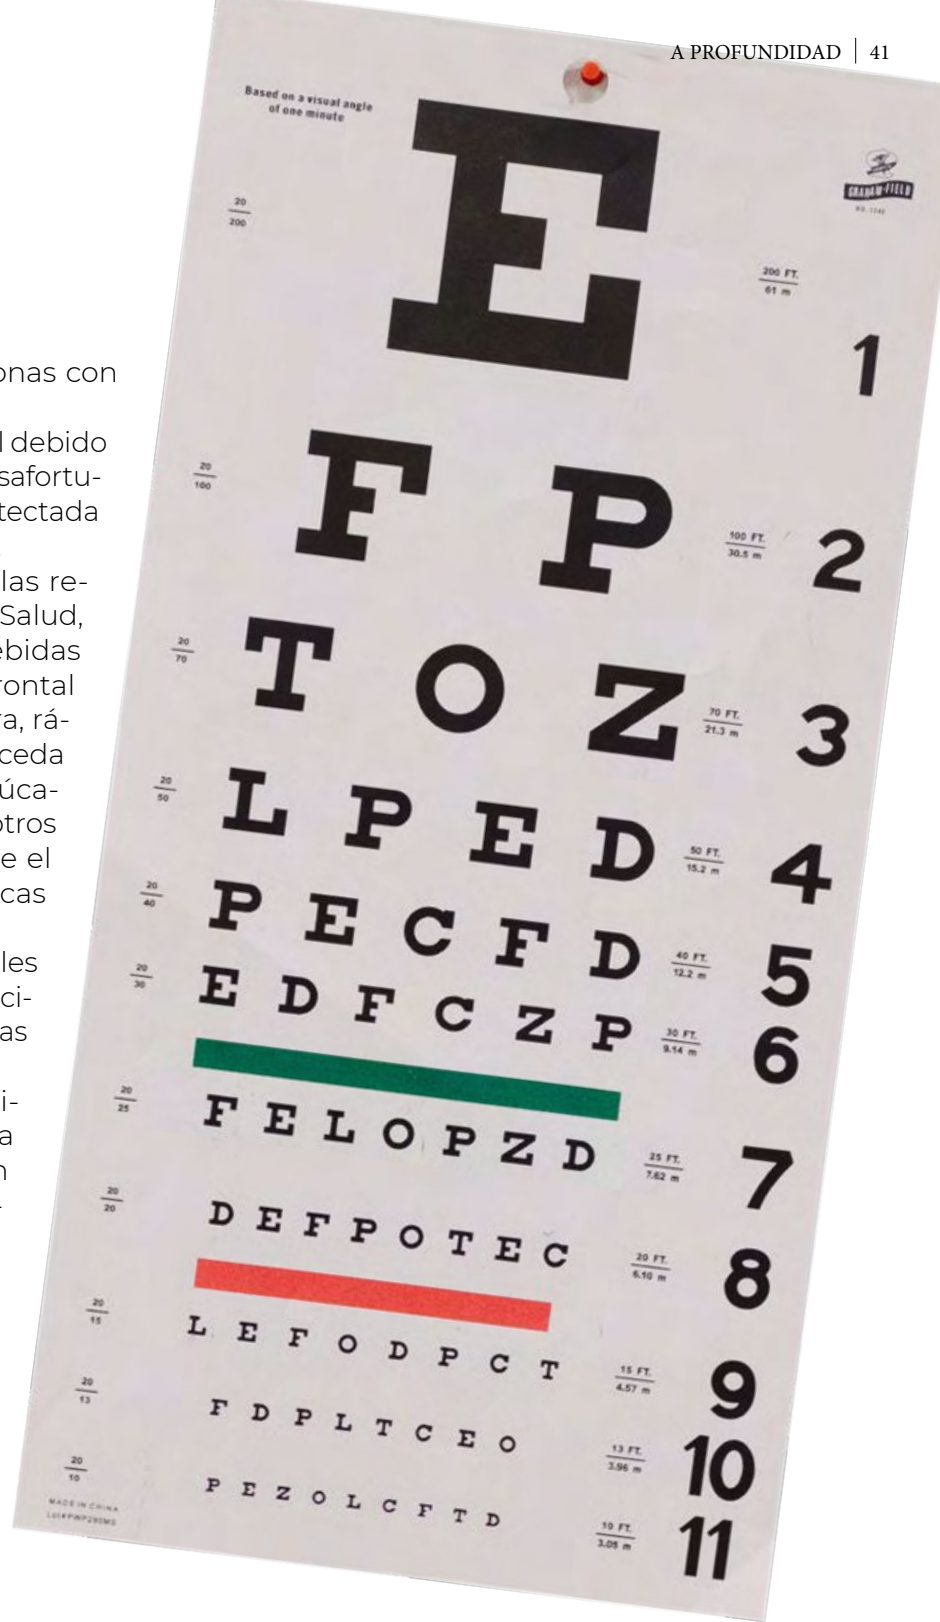 A PROFUNDIDAD | 41
Based on a visual angle
of one minute
GRAHAM-FIELD
E
20
200
200 FT.
61 m
1
F P
20
100
100 FT.
30.5 m
2
T O Z
20
70
70 FT.
21.3 m
3
L P E D
20
50
50 FT.
15.2 m
4
P E C F D
20
40
40 FT.
12.2 m
5
E D F C Z P
20
30
30 FT.
9.14 m
6
F E L O P Z D
20
25
25 FT.
7.62 m
7
D E F P O T E C
20
20
20 FT.
6.10 m
8
L E F O D P C T
20
15
15 FT.
4.57 m
9
F D P L T C E O
20
13
13 FT.
3.96 m
10
P E Z O L C F T D
20
10
10 FT.
3.05 m
11
MADE IN CHINA
onas con
l debido
safortu-
tectada
las re-
Salud,
ebidas
rontal
ra, rá-
ceda
úca-
otros
e el
cas
les
ci-
as
i-
a
n